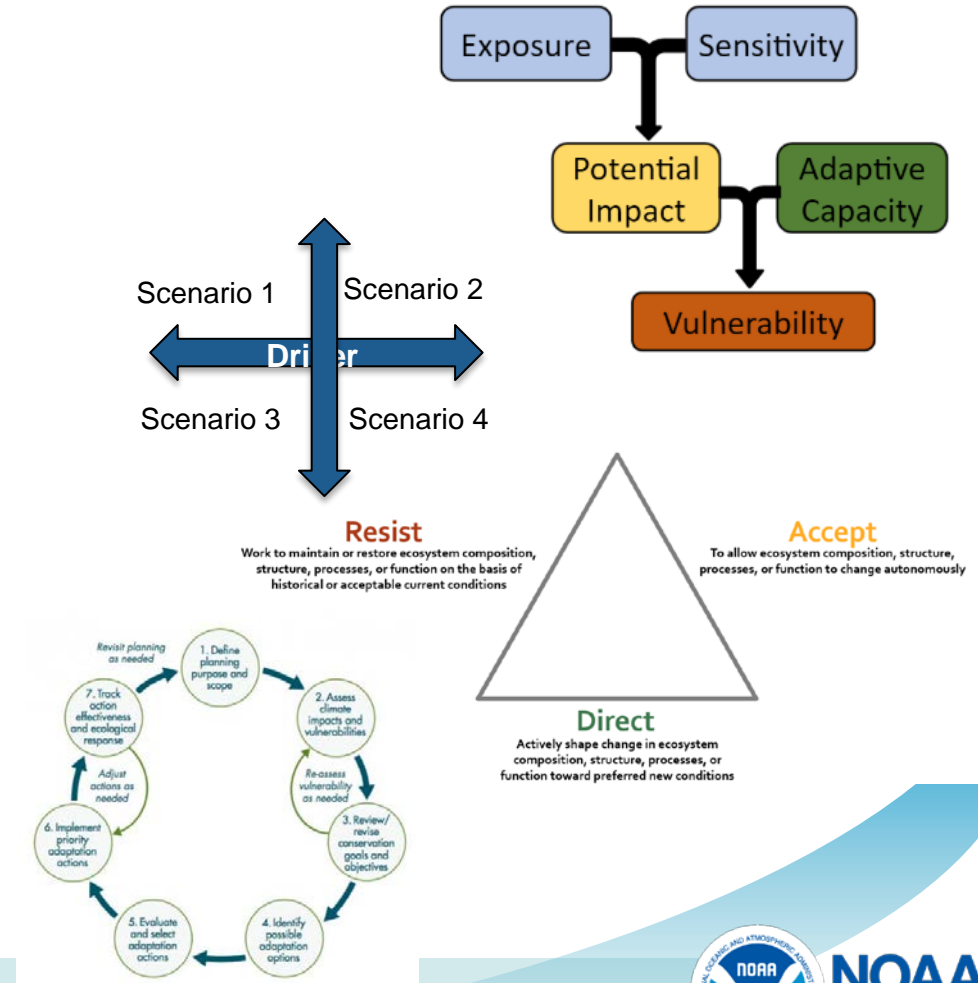 Exposure
Sensitivity
Potential
Impact
Adaptive
Capacity
Vulnerability
Scenario 1
Scenario 2
Scenario 3
Scenario 4
Resist
Work to maintain or restore ecosystem composition,
structure, processes, or function on the basis of
historical or acceptable current conditions
Accept
To allow ecosystem composition, structure,
processes, or function to change autonomously
Direct
Actively shape change in ecosystem
composition, structure, processes, or
function toward preferred new conditions
Revisit planning
as needed
1. Define
planning
purpose and
scope
2. Assess
climate
impacts and
vulnerabilities
Re-assess
vulnerability
as needed
3. Review/
revise
conservation
goals and
objectives
4. Identify
possible
adaptation
options
5. Evaluate
and select
adaptation
actions
6. Implement
priority
adaptation
actions
Adjust
actions as
needed
7. Track
action
effectiveness
and ecological
response
AND ATMOSPHERIC
NOAA
NOAA